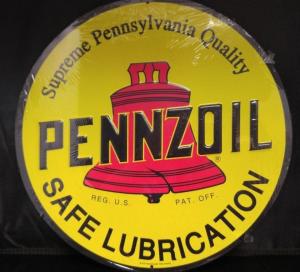 Supreme Pennsylvania Quality
PENNZOIL
®
REG. U.S. PAT. OFF.
SAFE LUBRICATION